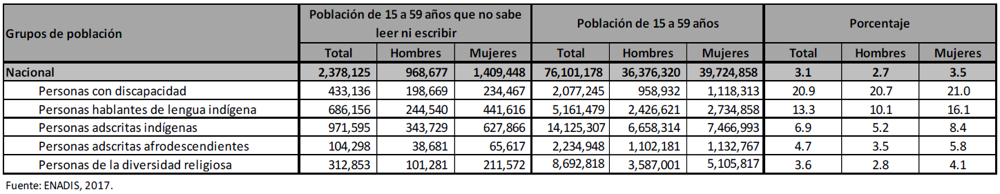 Grupos de población Población de 15 a 59 años que no sabe leer ni escribir Población de 15 a 59 años Porcentaje
Total Hombres Mujeres Total Hombres Mujeres Total Hombres Mujeres
Nacional 2,378,125 968,677 1,409,448 76,101,178 36,376,320 39,724,858 3.1 2.7 3.5
Personas con discapacidad 433,136 198,669 234,467 2,077,245 958,932 1,118,313 20.9 20.7 21.0
Personas hablantes de lengua indígena 686,156 244,540 441,616 5,161,479 2,426,621 2,734,858 13.3 10.1 16.1
Personas adscritas indígenas 971,595 343,729 627,866 14,125,307 6,658,314 7,466,993 6.9 5.2 8.4
Personas adscritas afrodescendientes 104,298 38,681 65,617 2,234,948 1,102,181 1,132,767 4.7 3.5 5.8
Personas de la diversidad religiosa 312,853 101,281 211,572 8,692,818 3,587,001 5,105,817 3.6 2.8 4.1
Fuente: ENADIS, 2017.